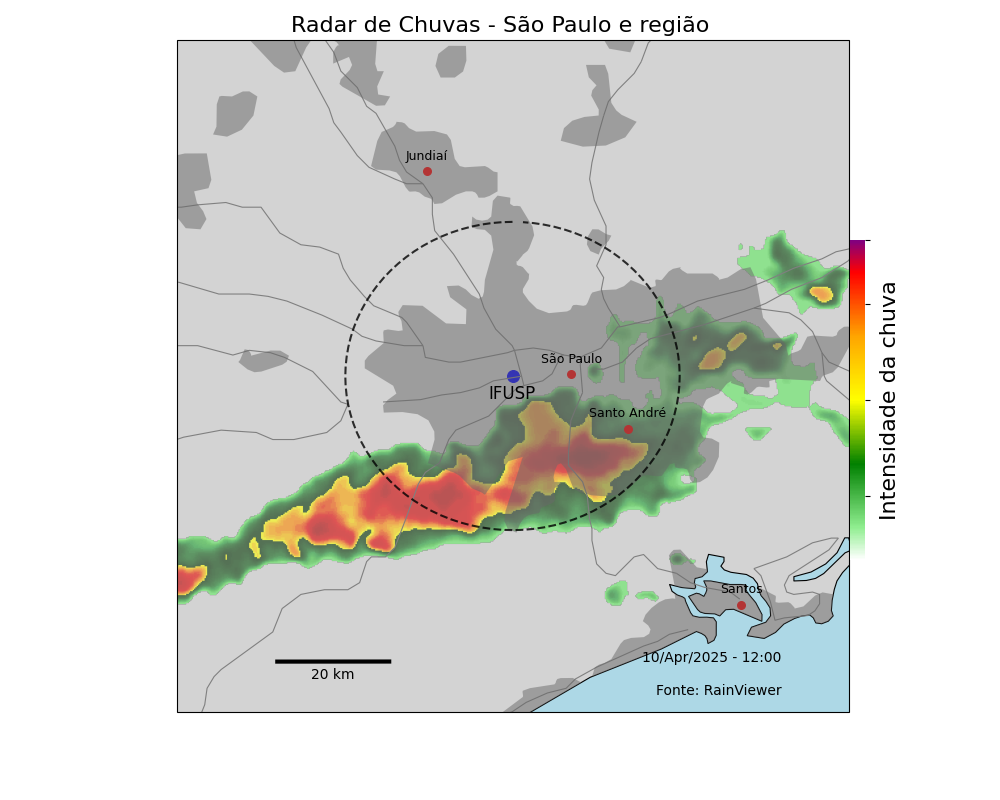 Radar de Chuvas - São Paulo e região
Jundiaí
São Paulo
IFUSP
Santo André
Intensidade da chuva
Santos
10/Apr/2025 - 12:00
20 km
Fonte: RainViewer